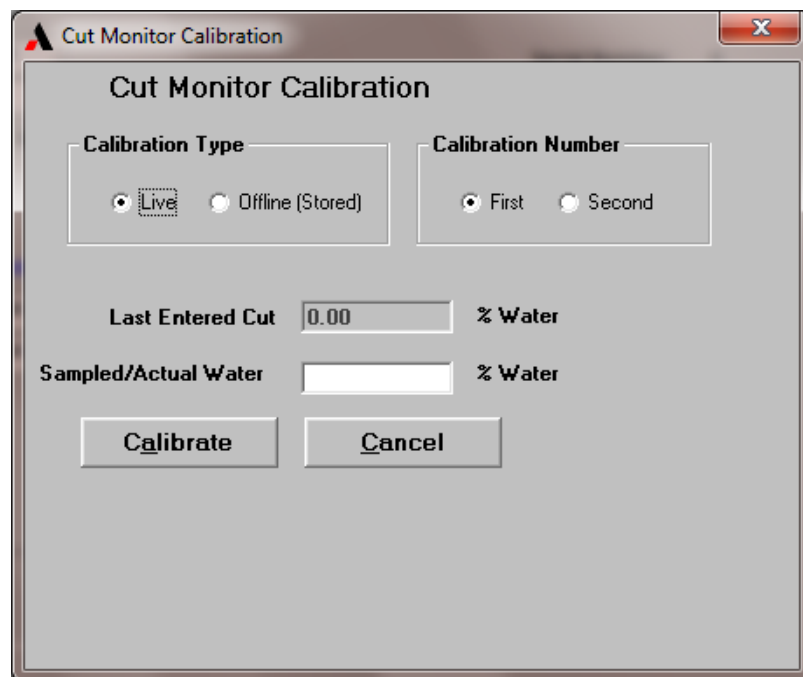 Cut Monitor Calibration
Cut Monitor Calibration
Calibration Type
Calibration Number
Live
Offline (Stored)
First
Second
Last Entered Cut 0.00 % Water
Sampled/Actual Water % Water
Calibrate
Cancel